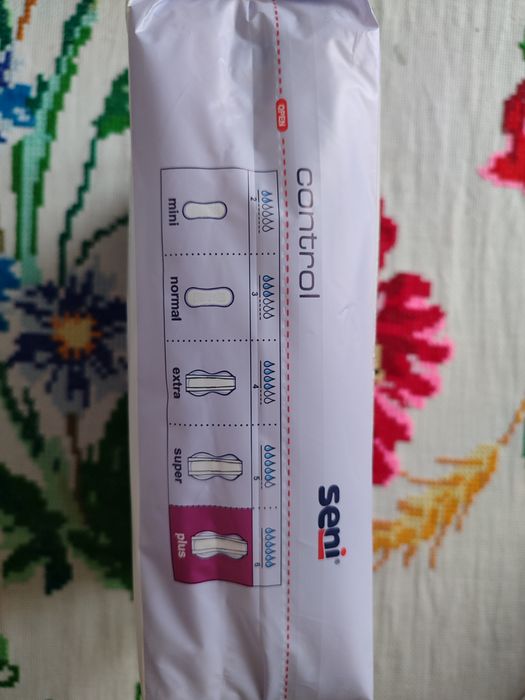 OPEN
control
seni®
2
3
4
5
6
mini
normal
extra
super
plus